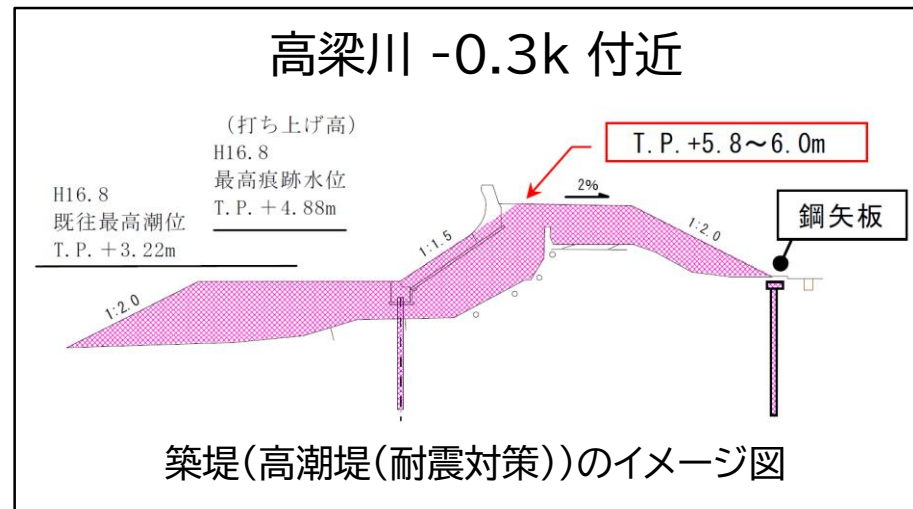 高梁川 -0.3k 付近
(打ち上げ高)
H16.8
最高痕跡水位
T.P.+4.88m
H16.8
既往最高潮位
T.P.+3.22m
T.P.+5.8～6.0m
2%
鋼矢板
1:1.5
1:2.0
1:2.0
築堤(高潮堤(耐震対策))のイメージ図